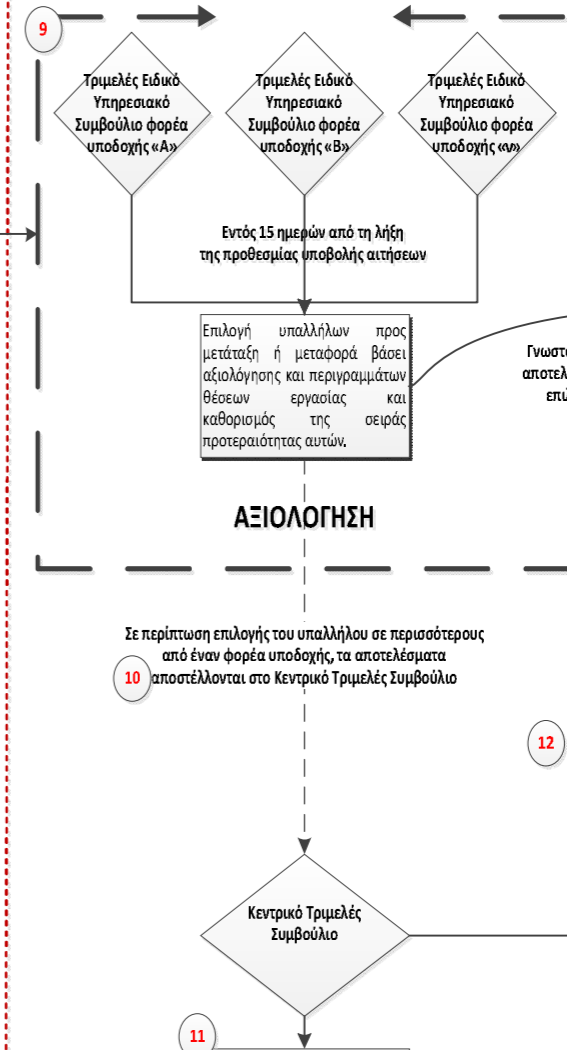 9
Τριμελές Ειδικό
Υπηρεσιακό
Συμβούλιο φορέα
υποδοχής «Α»
Τριμελές Ειδικό
Υπηρεσιακό
Συμβούλιο φορέα
υποδοχής «Β»
Τριμελές Ειδικό
Υπηρεσιακό
Συμβούλιο φορέα
υποδοχής «ν»
Εντός 15 ημερών από τη λήξη
της προθεσμίας υποβολής αιτήσεων
Επιλογή υπαλλήλων προς
μετάταξη ή μεταφορά βάσει
αξιολόγησης και περιγραμμάτων
θέσεων εργασίας και
καθορισμός της σειράς
προτεραιότητας αυτών.
ΑΞΙΟΛΟΓΗΣΗ
Σε περίπτωση επιλογής του υπαλλήλου σε περισσότερους
από έναν φορέα υποδοχής, τα αποτελέσματα
10 αποστέλλονται στο Κεντρικό Τριμελές Συμβούλιο
12
Κεντρικό Τριμελές
Συμβούλιο
11